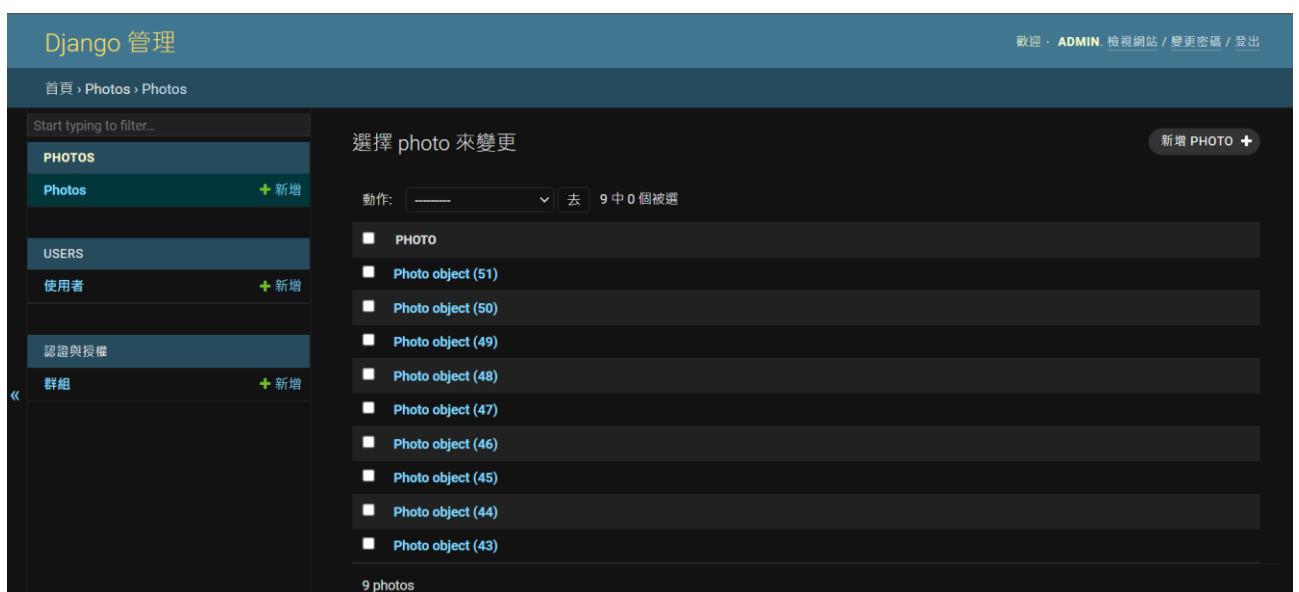 Django 管理
歡迎， ADMIN. 檢視網站 / 變更密碼 / 登出
首頁 › Photos › Photos
Start typing to filter...
PHOTOS
Photos
+ 新增
USERS
使用者
+ 新增
認證與授權
群組
+ 新增
«
選擇 photo 來變更
新增 PHOTO +
動作: --------- 去 9 中 0 個被選
PHOTO
Photo object (51)
Photo object (50)
Photo object (49)
Photo object (48)
Photo object (47)
Photo object (46)
Photo object (45)
Photo object (44)
Photo object (43)
9 photos